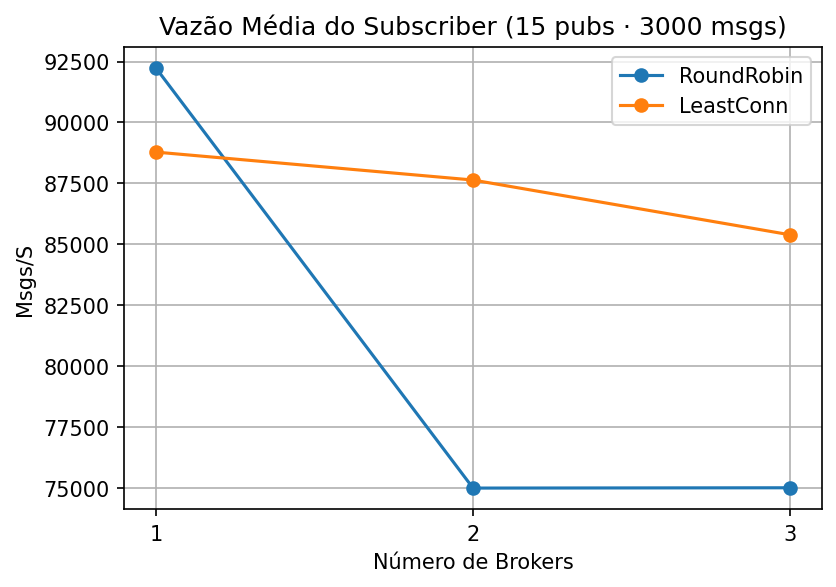 Vazão Média do Subscriber (15 pubs · 3000 msgs)
RoundRobin
LeastConn
Msgs/S
92500
90000
87500
85000
82500
80000
77500
75000
1
2
3
Número de Brokers